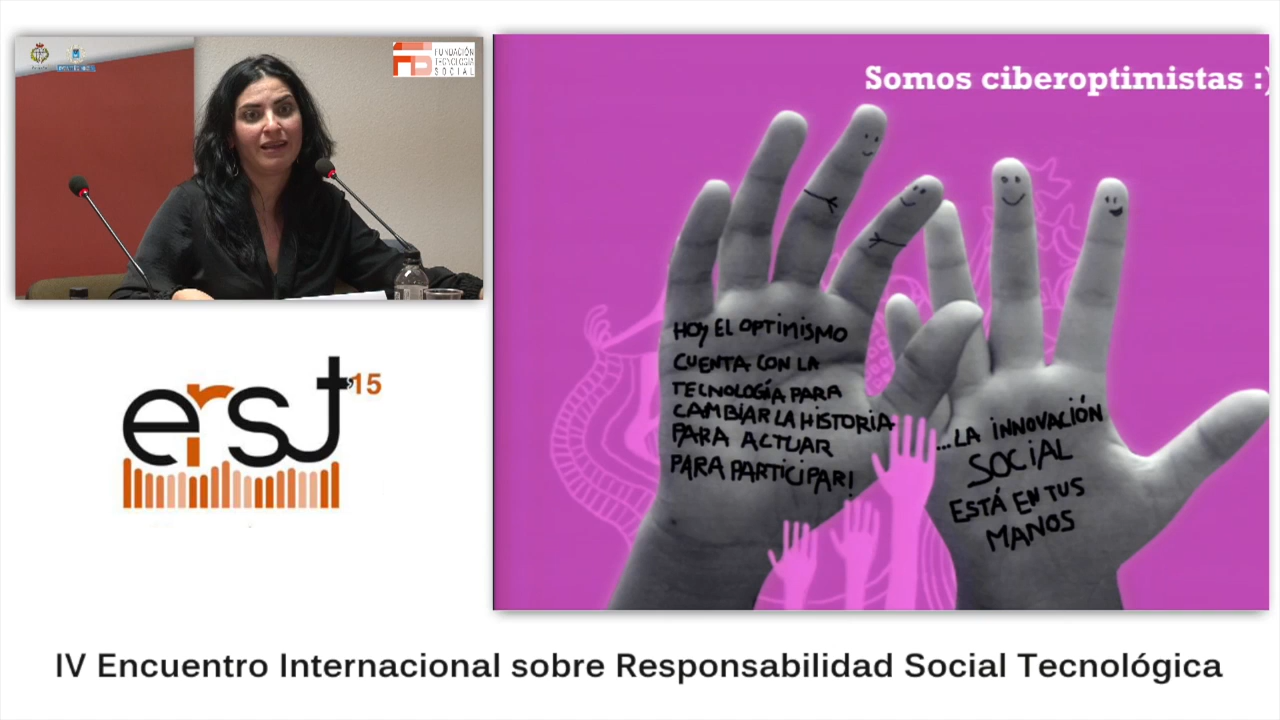 FUNDACIÓN
TECNOLOGÍA
SOCIAL
Somos ciberoptimistas :)
HOY EL OPTIMISMO
CUENTA CON LA
TECNOLOGÍA PARA
CAMBIAR LA HISTORIA
PARA ACTUAR
PARA PARTICIPAR!
...LA INNOVACIÓN
SOCIAL
ESTÁ EN TUS
MANOS
erst'15
IV Encuentro Internacional sobre Responsabilidad Social Tecnológica